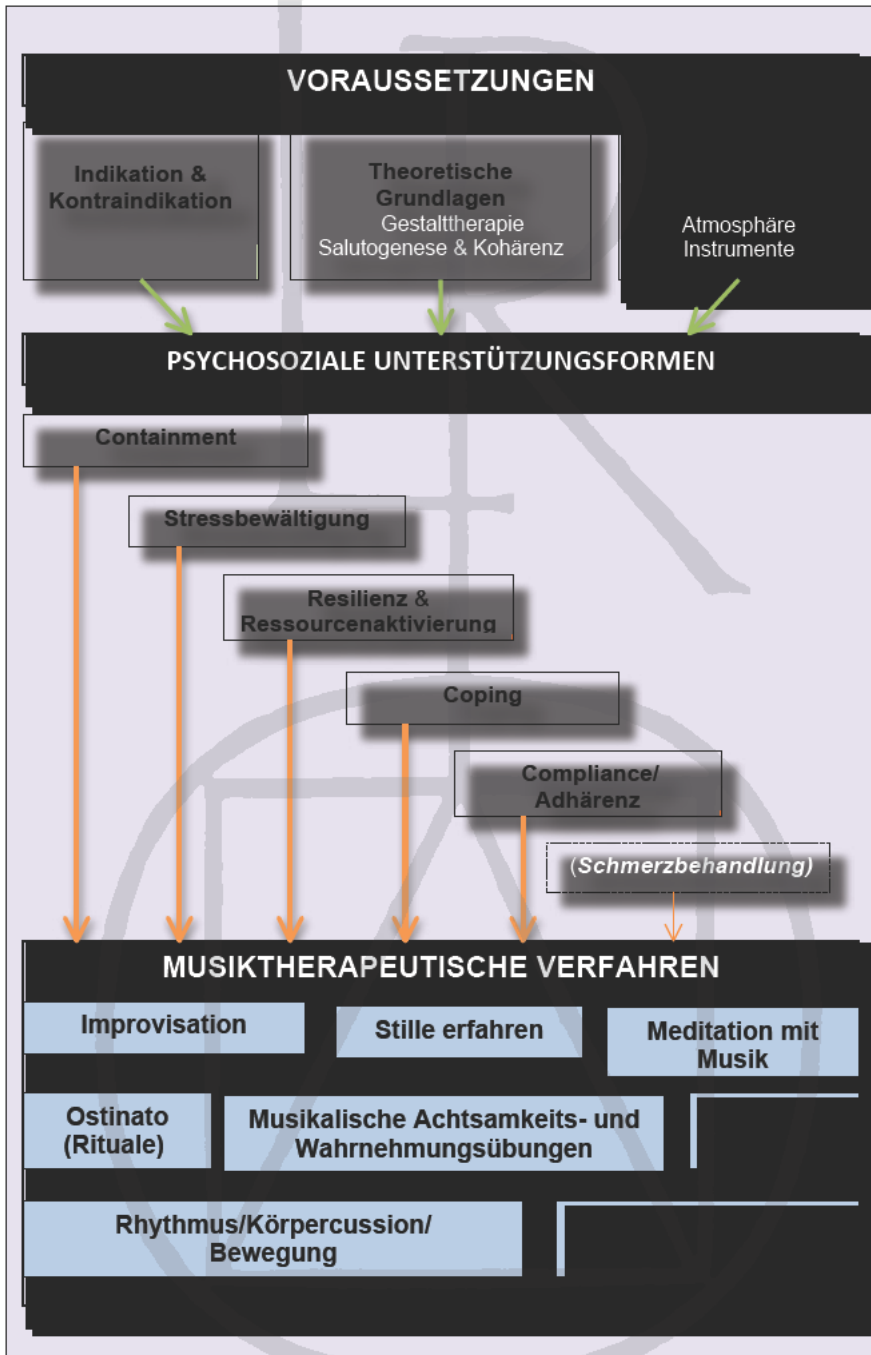 VORAUSSETZUNGEN
Indikation &
Kontraindikation
Theoretische
Grundlagen
Gestalttherapie
Salutogenese & Kohärenz
Atmosphäre
Instrumente
PSYCHOSOZIALE UNTERSTÜTZUNGSFORMEN
Containment
Stressbewältigung
Resilienz &
Ressourcenaktivierung
Coping
Compliance/
Adhärenz
(Schmerzbehandlung)
MUSIKTHERAPEUTISCHE VERFAHREN
Improvisation
Stille erfahren
Meditation mit
Musik
Ostinato
(Rituale)
Musikalische Achtsamkeits- und
Wahrnehmungsübungen
Rhythmus/Körpercussion/
Bewegung